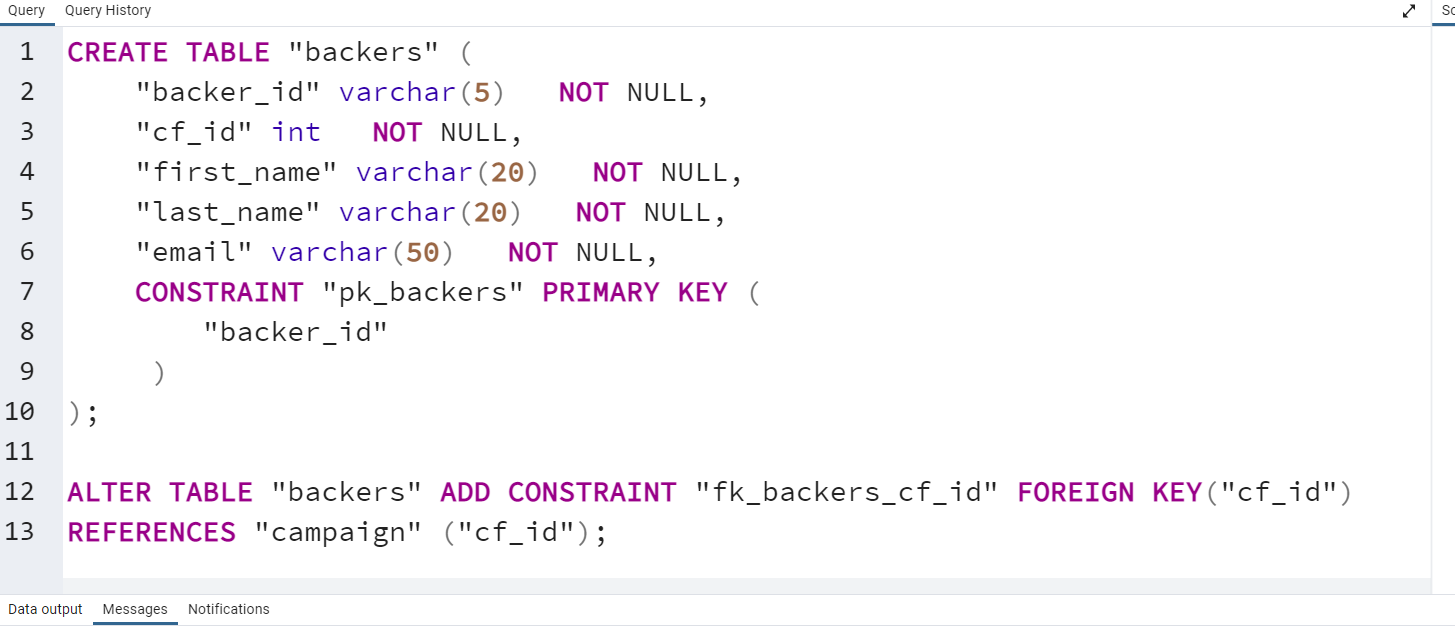 Query Query History Sc
1 CREATE TABLE "backers" (
2 "backer_id" varchar(5) NOT NULL,
3 "cf_id" int NOT NULL,
4 "first_name" varchar(20) NOT NULL,
5 "last_name" varchar(20) NOT NULL,
6 "email" varchar(50) NOT NULL,
7 CONSTRAINT "pk_backers" PRIMARY KEY (
8 "backer_id"
9 )
10 );
11
12 ALTER TABLE "backers" ADD CONSTRAINT "fk_backers_cf_id" FOREIGN KEY("cf_id")
13 REFERENCES "campaign" ("cf_id");
Data output Messages Notifications